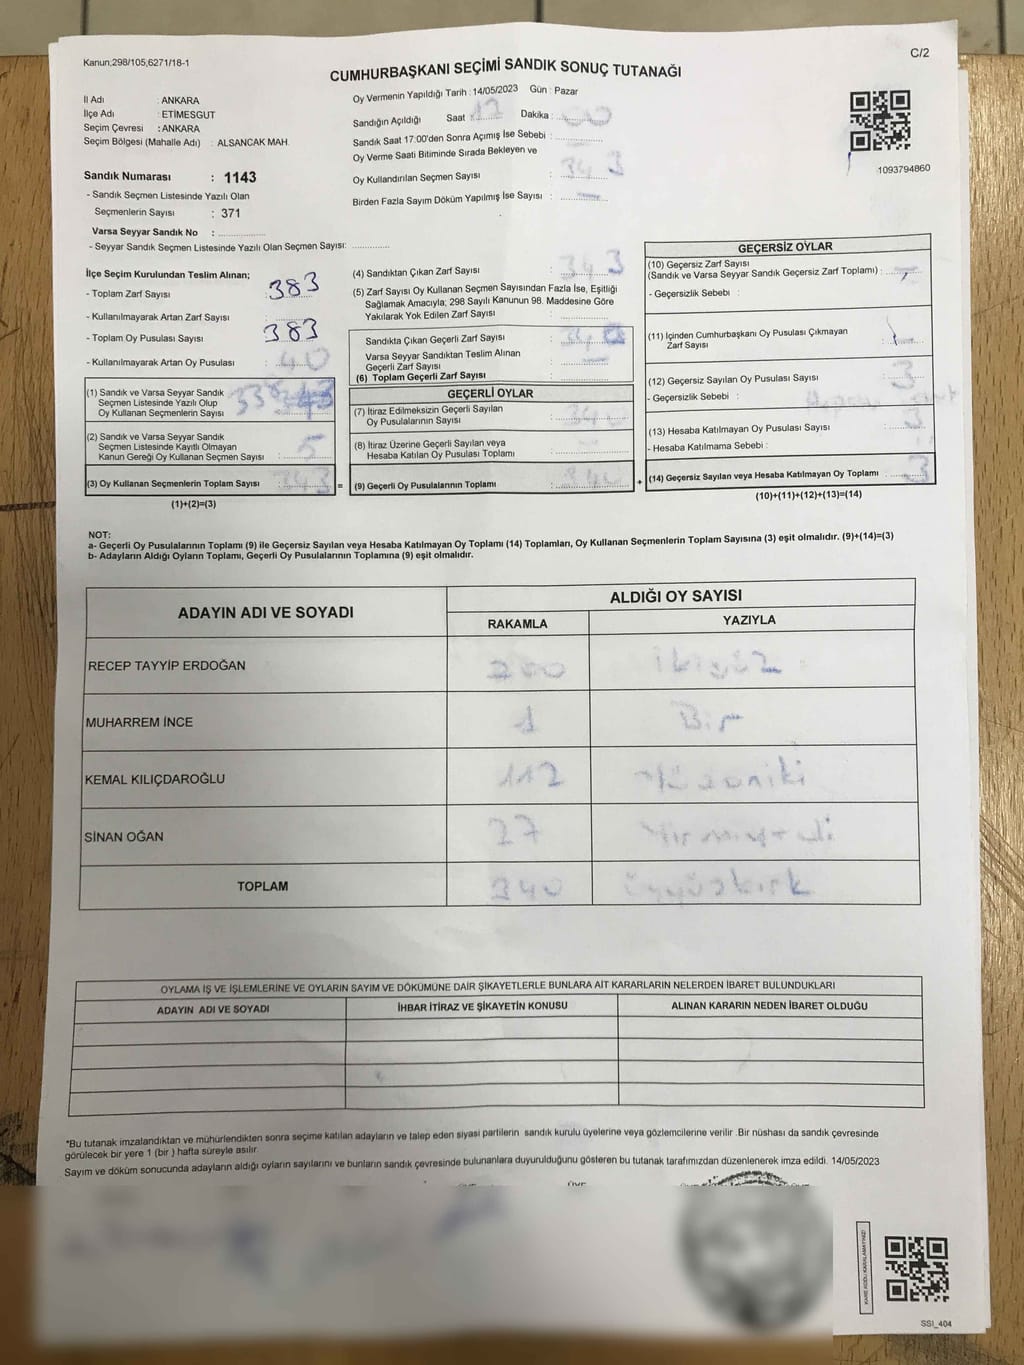 Kanun;298/105;6271/18-1
C/2
CUMHURBAŞKANI SEÇİMİ SANDIK SONUÇ TUTANAĞI
İl Adı : ANKARA
İlçe Adı : ETİMESGUT
Seçim Çevresi : ANKARA
Seçim Bölgesi (Mahalle Adı) : ALSANCAK MAH.
Sandık Numarası : 1143
- Sandık Seçmen Listesinde Yazılı Olan
Seçmenlerin Sayısı : 371
Varsa Seyyar Sandık No :
- Seyyar Sandık Seçmen Listesinde Yazılı Olan Seçmen Sayısı:
Oy Vermenin Yapıldığı Tarih : 14/05/2023 Gün : Pazar
Sandığın Açıldığı Saat : 17 Dakika : 00
Sandık Saat 17:00'den Sonra Açımış İse Sebebi :
Oy Verme Saati Bitiminde Sırada Bekleyen ve
Oy Kullandırılan Seçmen Sayısı : 343
Birden Fazla Sayım Döküm Yapılmış İse Sayısı : —
1093794860
İlçe Seçim Kurulundan Teslim Alınan;
- Toplam Zarf Sayısı : 383
- Kullanılmayarak Artan Zarf Sayısı :
- Toplam Oy Pusulası Sayısı : 383
- Kullanılmayarak Artan Oy Pusulası : 40
(1) Sandık ve Varsa Seyyar Sandık
Seçmen Listesinde Yazılı Olup
Oy Kullanan Seçmenlerin Sayısı : 338
(2) Sandık ve Varsa Seyyar Sandık
Seçmen Listesinde Kayıtlı Olmayan
Kanun Gereği Oy Kullanan Seçmen Sayısı : 5
(3) Oy Kullanan Seçmenlerin Toplam Sayısı : 343
(1)+(2)=(3)
(4) Sandıktan Çıkan Zarf Sayısı : 343
(5) Zarf Sayısı Oy Kullanan Seçmen Sayısından Fazla İse, Eşitliği
Sağlamak Amacıyla; 298 Sayılı Kanunun 98. Maddesine Göre
Yakılarak Yok Edilen Zarf Sayısı :
Sandıkta Çıkan Geçerli Zarf Sayısı :
Varsa Seyyar Sandıktan Teslim Alınan
Geçerli Zarf Sayısı : —
(6) Toplam Geçerli Zarf Sayısı :
=
GEÇERLİ OYLAR
(7) İtiraz Edilmeksizin Geçerli Sayılan
Oy Pusulalarının Sayısı : 340
(8) İtiraz Üzerine Geçerli Sayılan veya
Hesaba Katılan Oy Pusulası Toplamı : —
(9) Geçerli Oy Pusulalarının Toplamı : 340
+
GEÇERSİZ OYLAR
(10) Geçersiz Zarf Sayısı
(Sandık ve Varsa Seyyar Sandık Geçersiz Zarf Toplamı) :
- Geçersizlik Sebebi :
(11) İçinden Cumhurbaşkanı Oy Pusulası Çıkmayan
Zarf Sayısı :
(12) Geçersiz Sayılan Oy Pusulası Sayısı : 3
- Geçersizlik Sebebi :
(13) Hesaba Katılmayan Oy Pusulası Sayısı : 3
- Hesaba Katılmama Sebebi :
(14) Geçersiz Sayılan veya Hesaba Katılmayan Oy Toplamı : 3
(10)+(11)+(12)+(13)=(14)
NOT:
a- Geçerli Oy Pusulalarının Toplamı (9) ile Geçersiz Sayılan veya Hesaba Katılmayan Oy Toplamı (14) Toplamları, Oy Kullanan Seçmenlerin Toplam Sayısına (3) eşit olmalıdır. (9)+(14)=(3)
b- Adayların Aldığı Oyların Toplamı, Geçerli Oy Pusulalarının Toplamına (9) eşit olmalıdır.
ADAYIN ADI VE SOYADI
ALDIĞI OY SAYISI
RAKAMLA YAZIYLA
RECEP TAYYİP ERDOĞAN 200 ikiyüz
MUHARREM İNCE 1 Bir
KEMAL KILIÇDAROĞLU 112 Yüzoniki
SİNAN OĞAN 27 Yirmiyedi
TOPLAM 340 üçyüzkırk
OYLAMA İŞ VE İŞLEMLERİNE VE OYLARIN SAYIM VE DÖKÜMÜNE DAİR ŞİKAYETLERLE BUNLARA AİT KARARLARIN NELERDEN İBARET BULUNDUKLARI
ADAYIN ADI VE SOYADI İHBAR İTİRAZ VE ŞİKAYETİN KONUSU ALINAN KARARIN NEDEN İBARET OLDUĞU
*Bu tutanak imzalandıktan ve mühürlendikten sonra seçime katılan adayların ve talep eden siyasi partilerin sandık kurulu üyelerine veya gözlemcilerine verilir .Bir nüshası da sandık çevresinde
görülecek bir yere 1 (bir ) hafta süreyle asılır.
Sayım ve döküm sonucunda adayların aldığı oyların sayılarını ve bunların sandık çevresinde bulunanlara duyurulduğunu gösteren bu tutanak tarafımızdan düzenlenerek imza edildi. 14/05/2023
KARE KODU KARALAMAYINIZ!
SSI_404